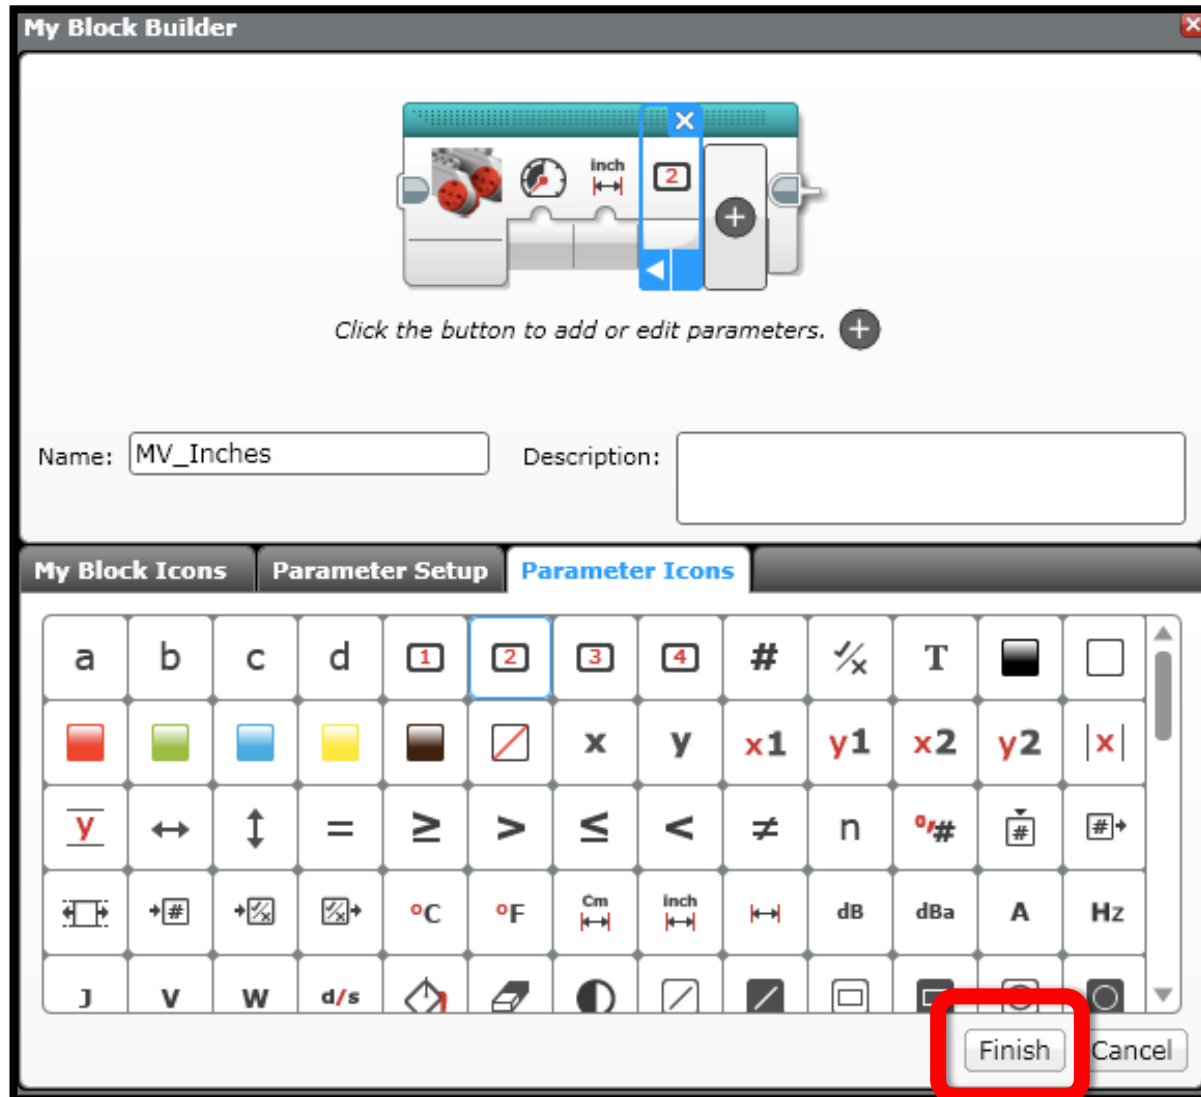 My Block Builder
inch
2
Click the button to add or edit parameters.
Name: MV_Inches Description:
My Block Icons Parameter Setup Parameter Icons
a b c d 1 2 3 4 # T
x y x1 y1 x2 y2 |x|
y = ≥ > ≤ < ≠ n °/# # #
# °C °F Cm inch dB dBa A Hz
J V W d/s
Finish Cancel